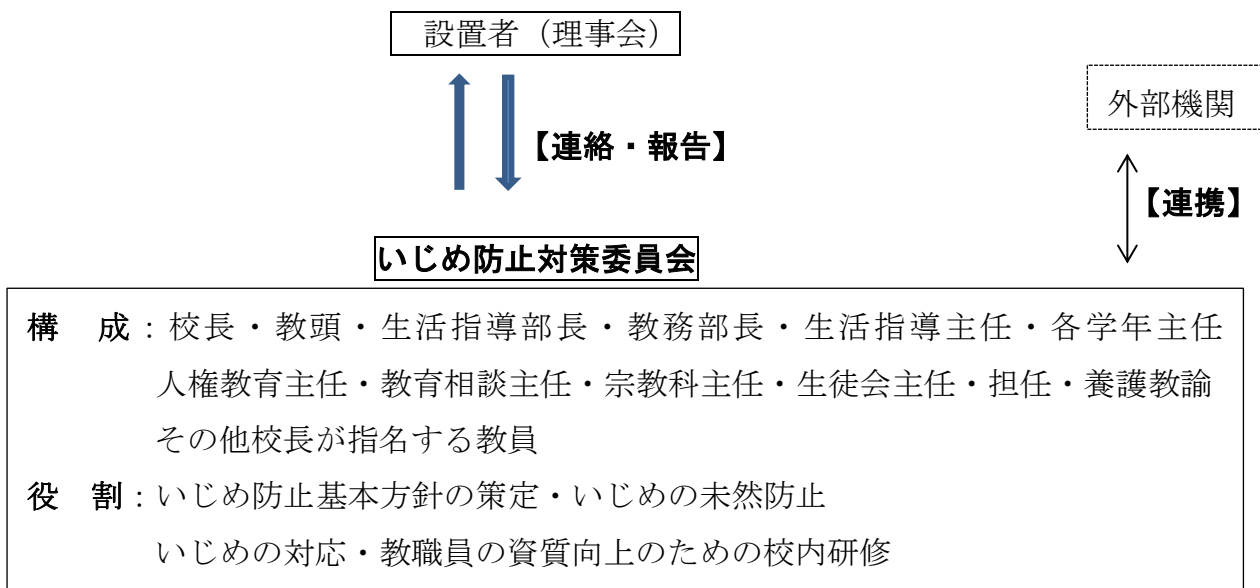 設置者（理事会）
外部機関
【連絡・報告】
【連携】
いじめ防止対策委員会
構　成：校長・教頭・生活指導部長・教務部長・生活指導主任・各学年主任
人権教育主任・教育相談主任・宗教科主任・生徒会主任・担任・養護教諭
その他校長が指名する教員
役　割：いじめ防止基本方針の策定・いじめの未然防止
いじめの対応・教職員の資質向上のための校内研修